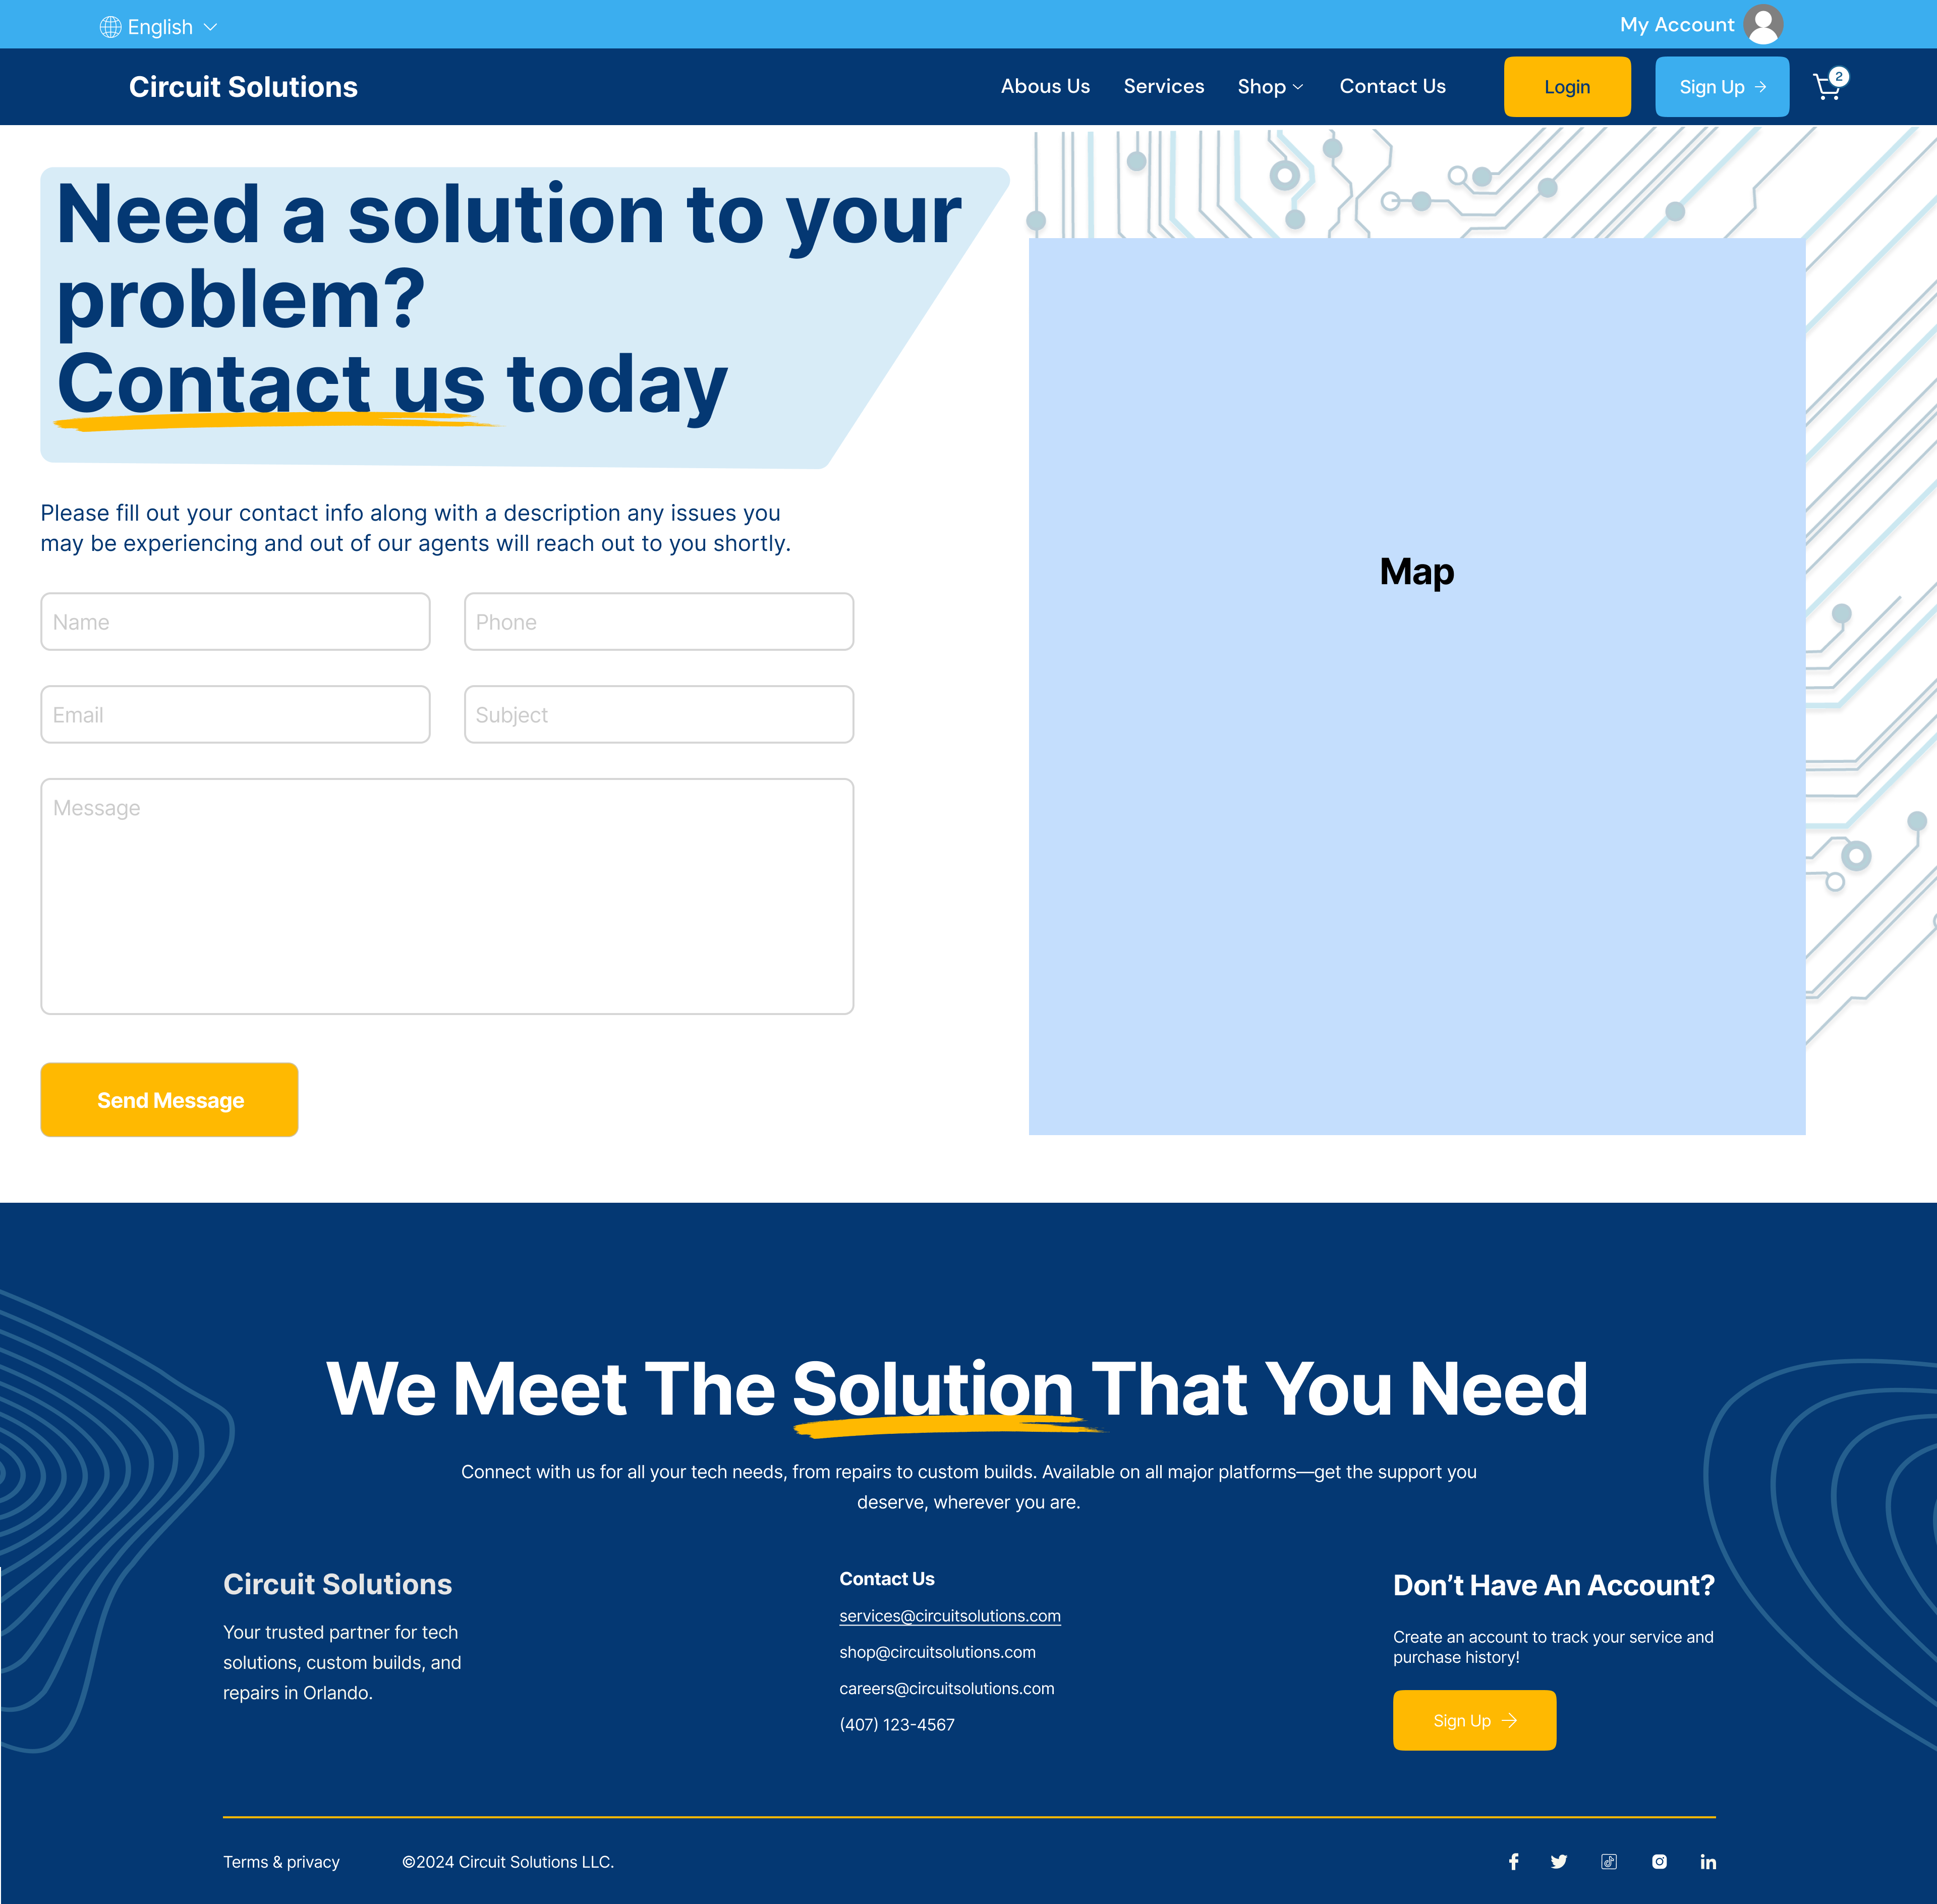 English
My Account
Circuit Solutions
Abous Us
Services
Shop
Contact Us
Login
Sign Up
2
Need a solution to your
problem?
Contact us today
Please fill out your contact info along with a description any issues you
may be experiencing and out of our agents will reach out to you shortly.
Name
Phone
Email
Subject
Message
Send Message
Map
We Meet The Solution That You Need
Connect with us for all your tech needs, from repairs to custom builds. Available on all major platforms—get the support you
deserve, wherever you are.
Circuit Solutions
Your trusted partner for tech
solutions, custom builds, and
repairs in Orlando.
Contact Us
services@circuitsolutions.com
shop@circuitsolutions.com
careers@circuitsolutions.com
(407) 123-4567
Don’t Have An Account?
Create an account to track your service and
purchase history!
Sign Up
Terms & privacy
©2024 Circuit Solutions LLC.